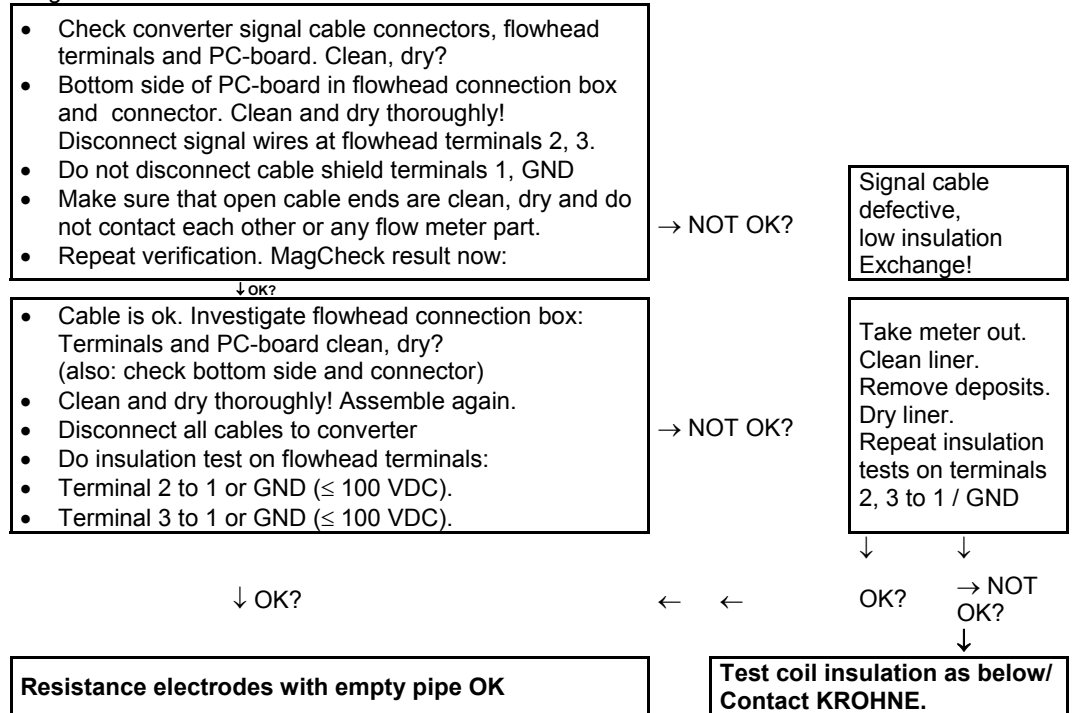 • Check converter signal cable connectors, flowhead
terminals and PC-board. Clean, dry?
• Bottom side of PC-board in flowhead connection box
and connector. Clean and dry thoroughly!
Disconnect signal wires at flowhead terminals 2, 3.
• Do not disconnect cable shield terminals 1, GND
• Make sure that open cable ends are clean, dry and do
not contact each other or any flow meter part.
• Repeat verification. MagCheck result now:
→ NOT OK?
Signal cable
defective,
low insulation
Exchange!
↓ OK?
• Cable is ok. Investigate flowhead connection box:
Terminals and PC-board clean, dry?
(also: check bottom side and connector)
• Clean and dry thoroughly! Assemble again.
• Disconnect all cables to converter
• Do insulation test on flowhead terminals:
• Terminal 2 to 1 or GND (≤ 100 VDC).
• Terminal 3 to 1 or GND (≤ 100 VDC).
→ NOT OK?
Take meter out.
Clean liner.
Remove deposits.
Dry liner.
Repeat insulation
tests on terminals
2, 3 to 1 / GND
↓ ↓
↓ OK?
← ←
OK?
→ NOT
OK?
↓
Resistance electrodes with empty pipe OK
Test coil insulation as below/
Contact KROHNE.